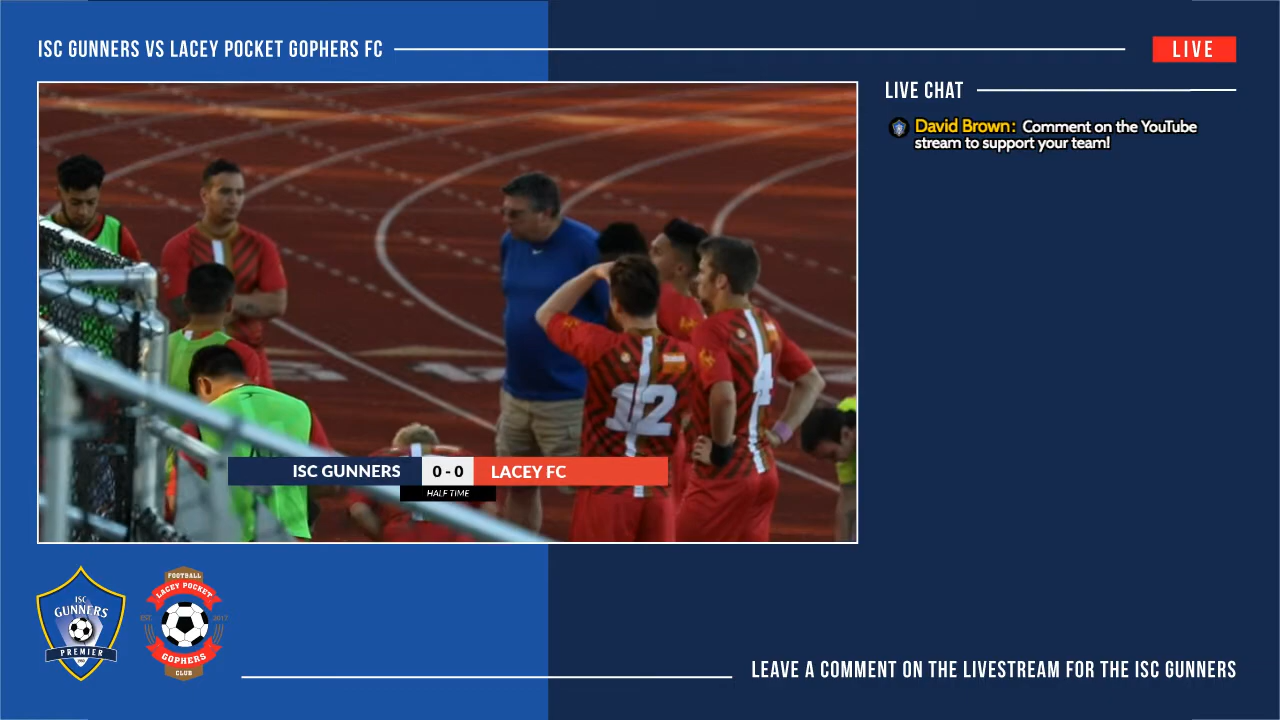 ISC GUNNERS VS LACEY POCKET GOPHERS FC
LIVE
LIVE CHAT
David Brown: Comment on the YouTube
stream to support your team!
12
4
ISC GUNNERS 0 - 0 LACEY FC
HALF TIME
ISC
GUNNERS
PREMIER
FOOTBALL
LACEY POCKET
EST. 2017
GOPHERS
CLUB
LEAVE A COMMENT ON THE LIVESTREAM FOR THE ISC GUNNERS